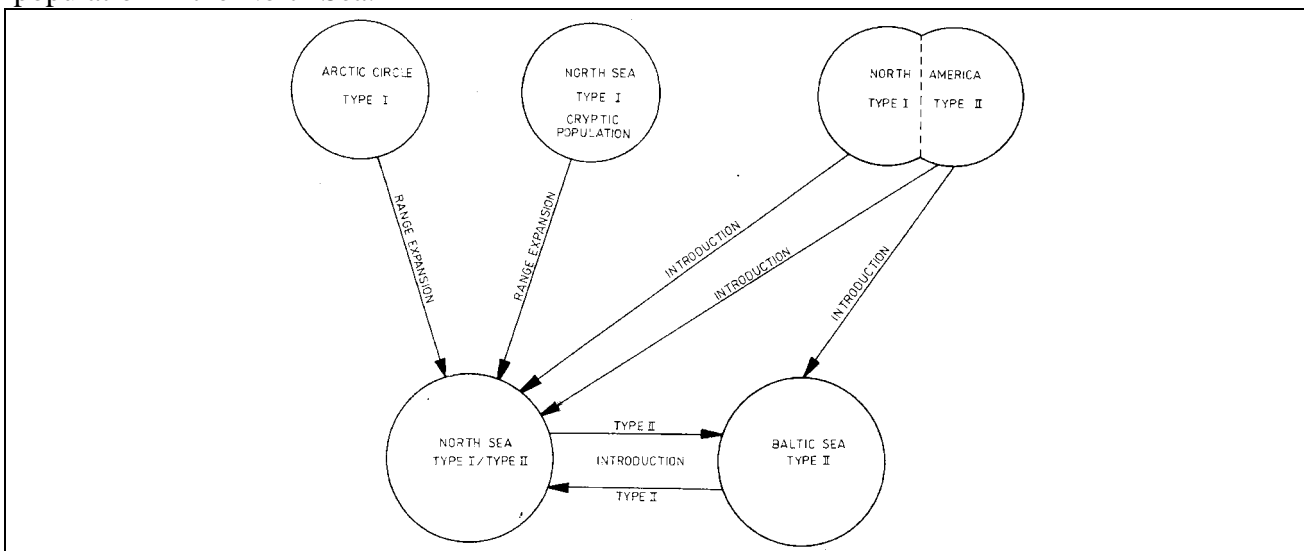 ARCTIC CIRCLE
TYPE I
NORTH SEA
TYPE I
CRYPTIC
POPULATION
NORTH AMERICA
TYPE I TYPE II
RANGE EXPANSION
RANGE EXPANSION
INTRODUCTION
INTRODUCTION
INTRODUCTION
NORTH SEA
TYPE I/TYPE II
TYPE II
INTRODUCTION
TYPE II
BALTIC SEA
TYPE II